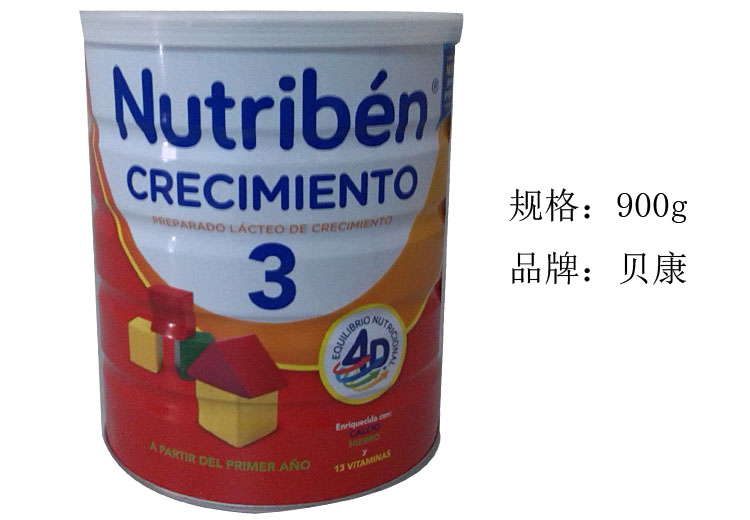 Nutribén®
CRECIMIENTO
PREPARADO LÁCTEO DE CRECIMIENTO
3
EQUILIBRIO NUTRICIONAL
4D
Enriquecida con:
CALCIO
HIERRO
y
13 VITAMINAS
A PARTIR DEL PRIMER AÑO
规格：900g
品牌：贝康